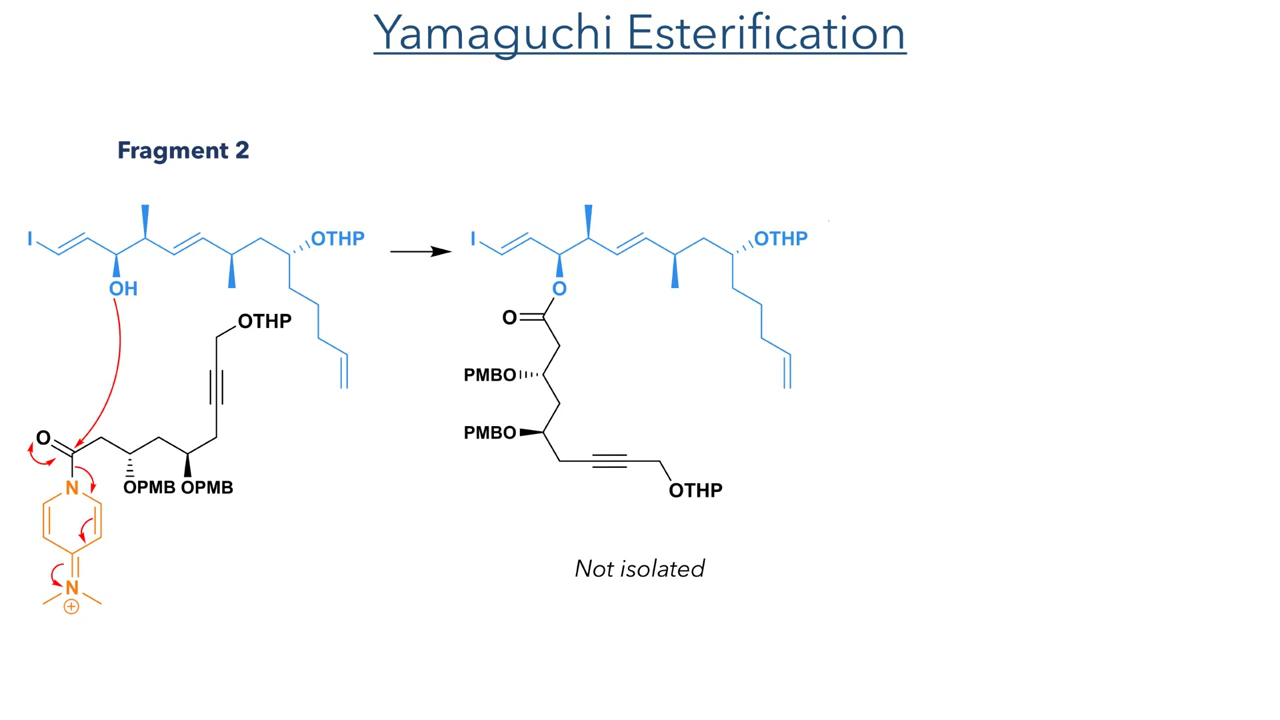 Yamaguchi Esterification
Fragment 2
I
OTHP
OH
OTHP
O
N
OPMB OPMB
N
+
I
OTHP
O
O
PMBO
PMBO
OTHP
Not isolated